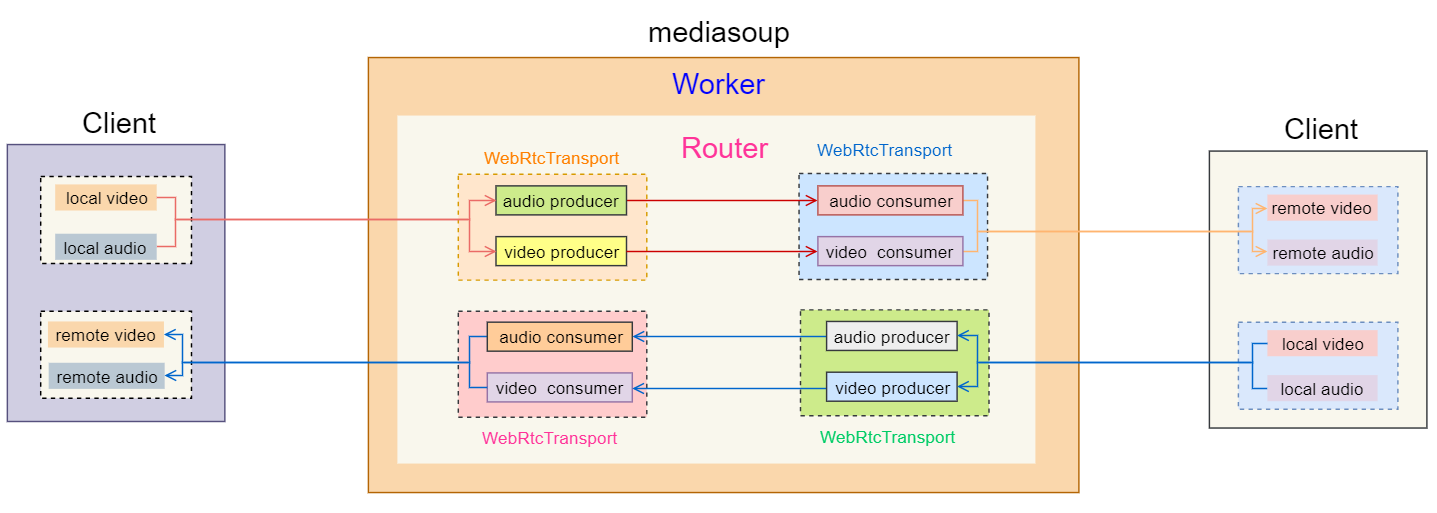 mediasoup
Worker
Client
local video
local audio
remote video
remote audio
Router
WebRtcTransport
audio producer
video producer
WebRtcTransport
audio consumer
video consumer
audio consumer
video consumer
WebRtcTransport
audio producer
video producer
WebRtcTransport
Client
remote video
remote audio
local video
local audio